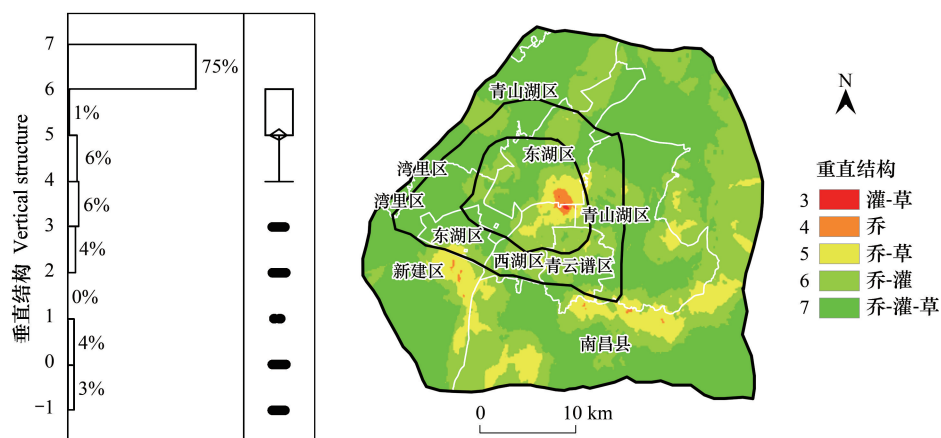 垂直结构 Vertical structure
7
6
5
4
3
2
1
0
−1
75%
1%
6%
6%
4%
0%
4%
3%
青山湖区
东湖区
湾里区
湾里区
青山湖区
东湖区
西湖区
青云谱区
新建区
南昌县
0 10 km
N
垂直结构
3 灌-草
4 乔
5 乔-草
6 乔-灌
7 乔-灌-草